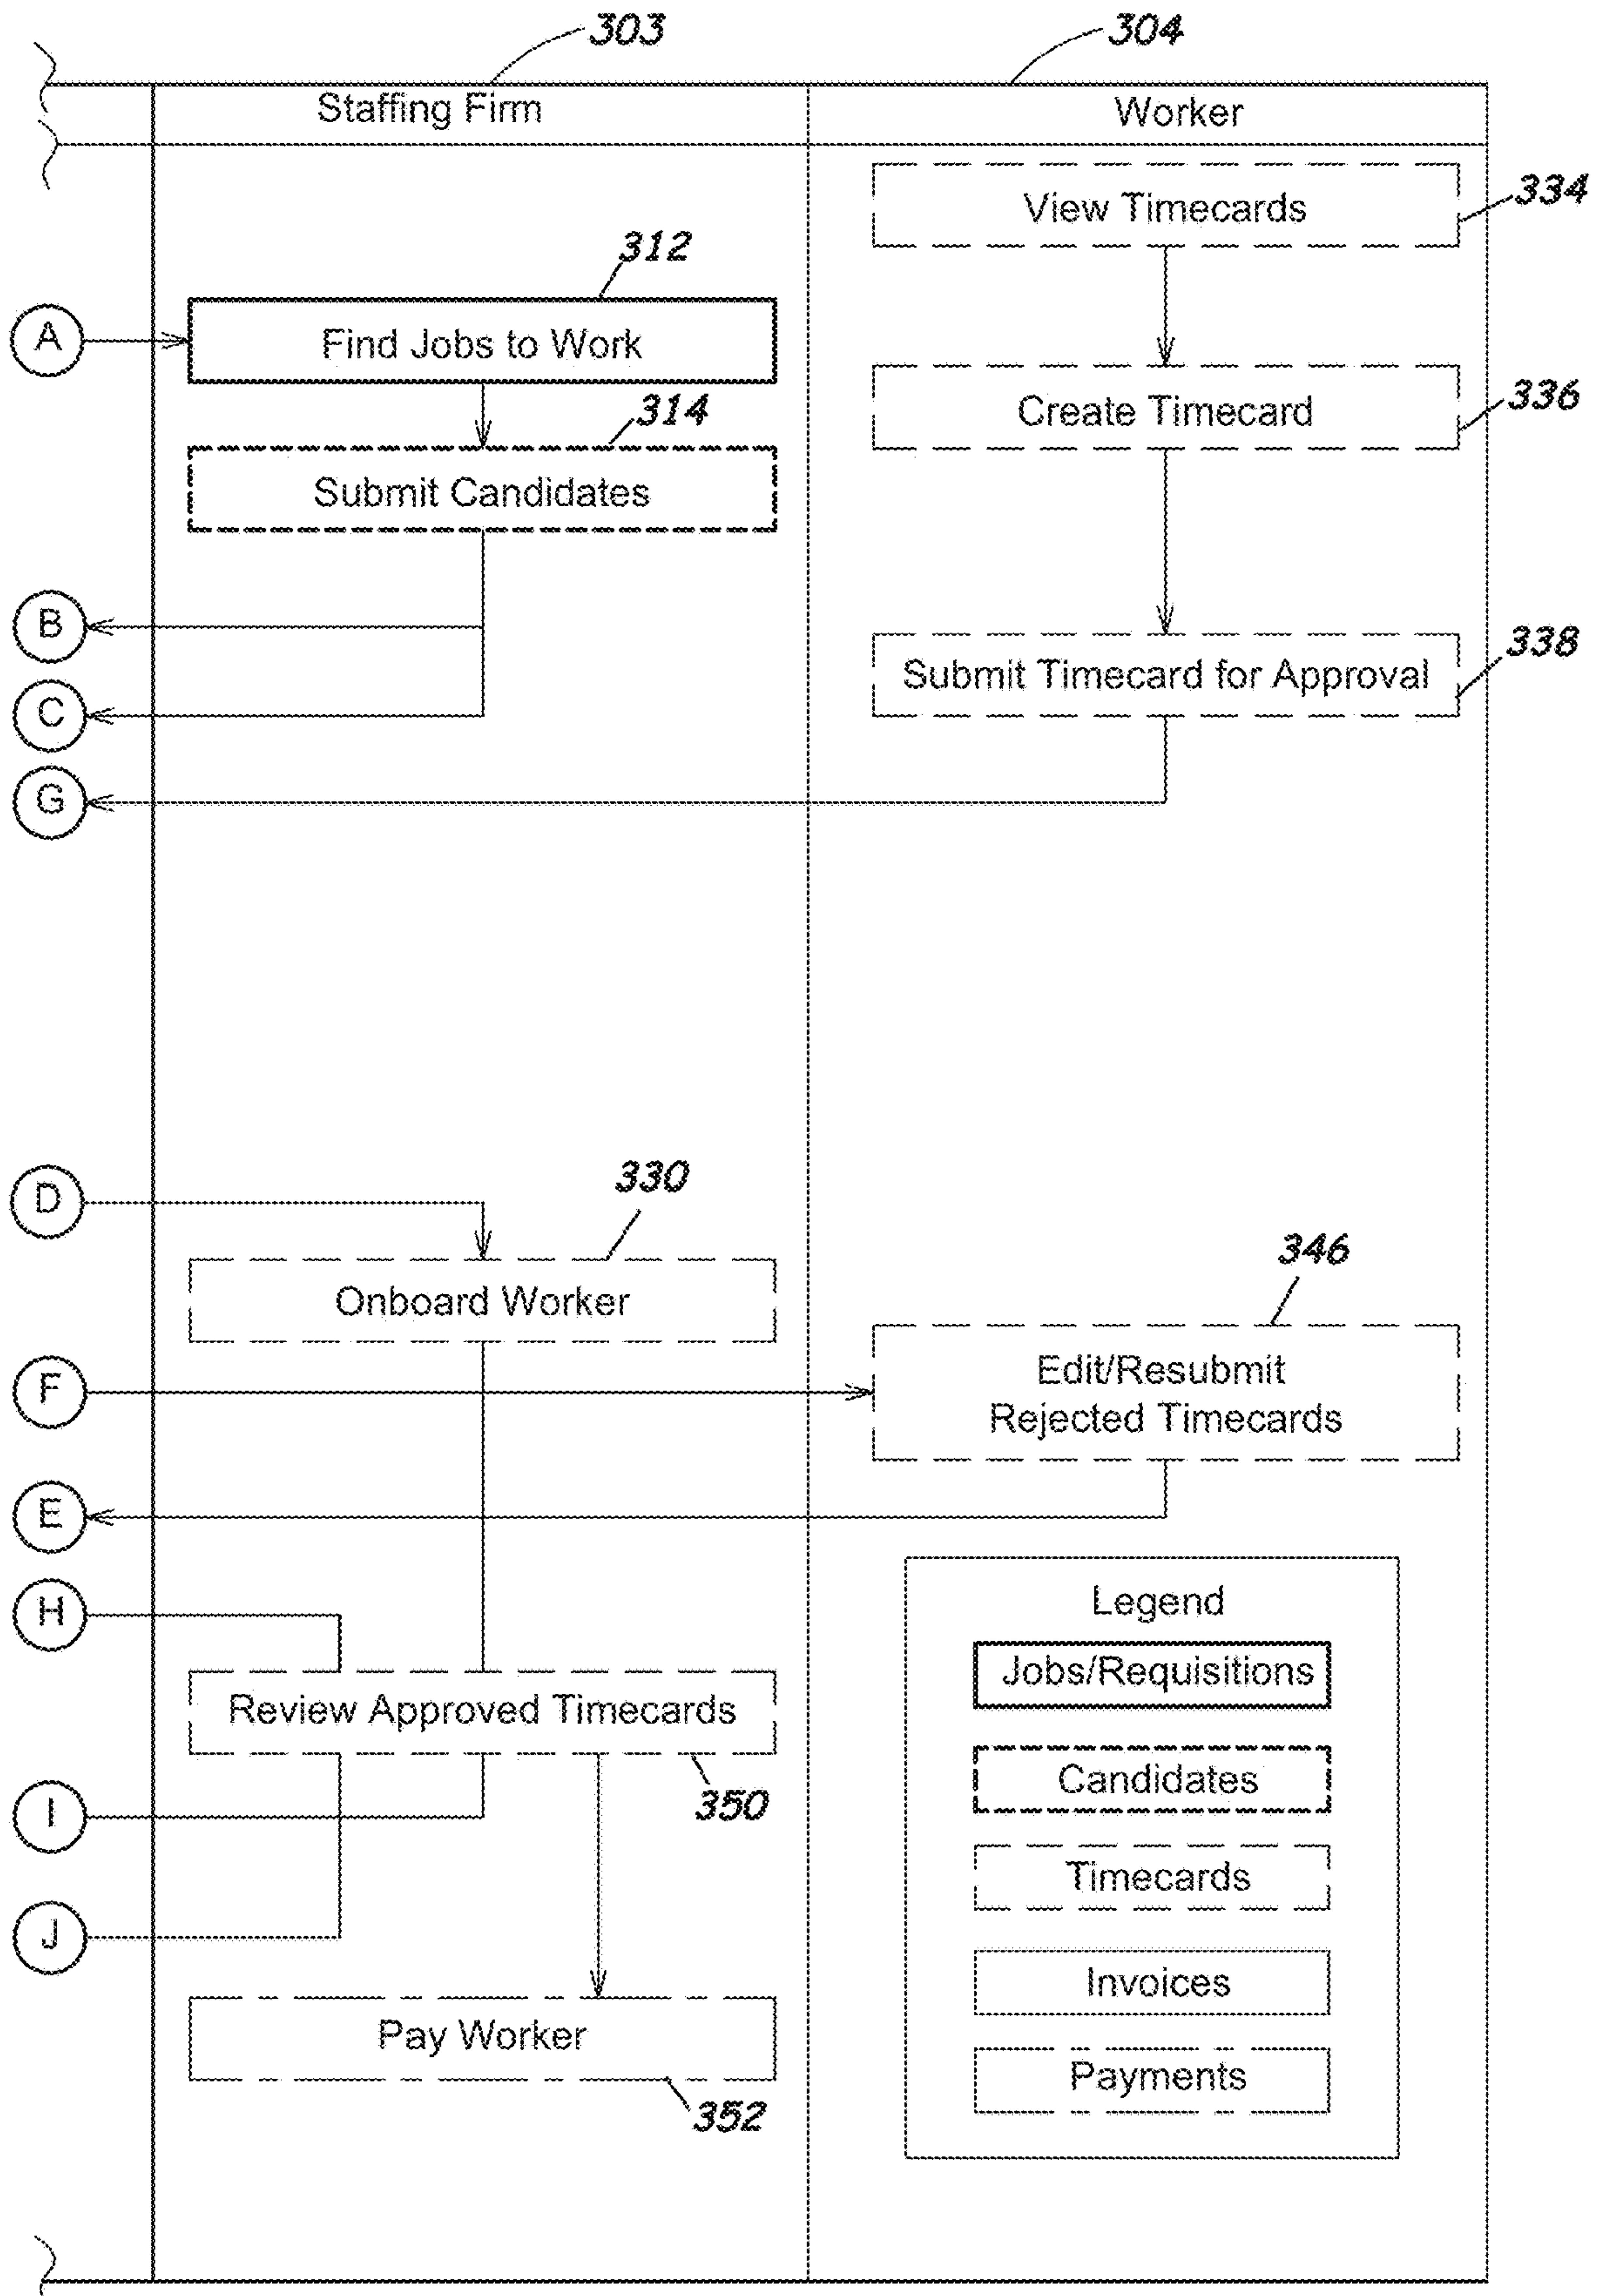 303
304
Staffing Firm
Worker
View Timecards
334
312
A
Find Jobs to Work
Create Timecard
336
314
Submit Candidates
B
Submit Timecard for Approval
338
C
G
D
330
Onboard Worker
346
F
Edit/Resubmit
Rejected Timecards
E
H
Legend
Jobs/Requisitions
Review Approved Timecards
350
Candidates
I
Timecards
J
Invoices
Pay Worker
352
Payments